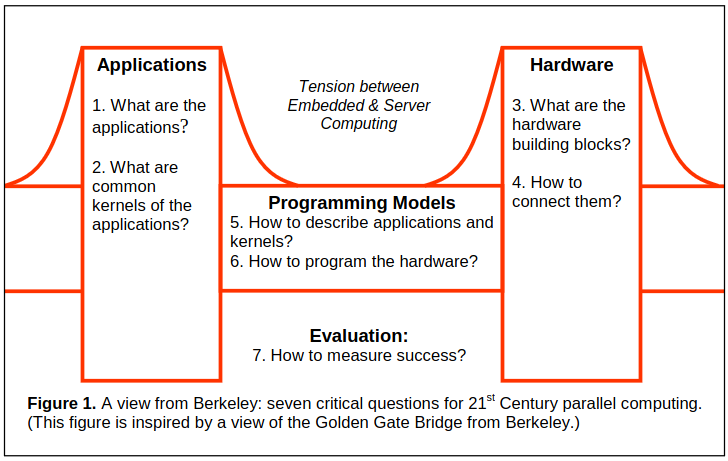 Applications
1. What are the
applications?
2. What are
common
kernels of the
applications?
Tension between
Embedded & Server
Computing
Hardware
3. What are the
hardware
building blocks?
4. How to
connect them?
Programming Models
5. How to describe applications and
kernels?
6. How to program the hardware?
Evaluation:
7. How to measure success?
Figure 1. A view from Berkeley: seven critical questions for 21st Century parallel computing.
(This figure is inspired by a view of the Golden Gate Bridge from Berkeley.)